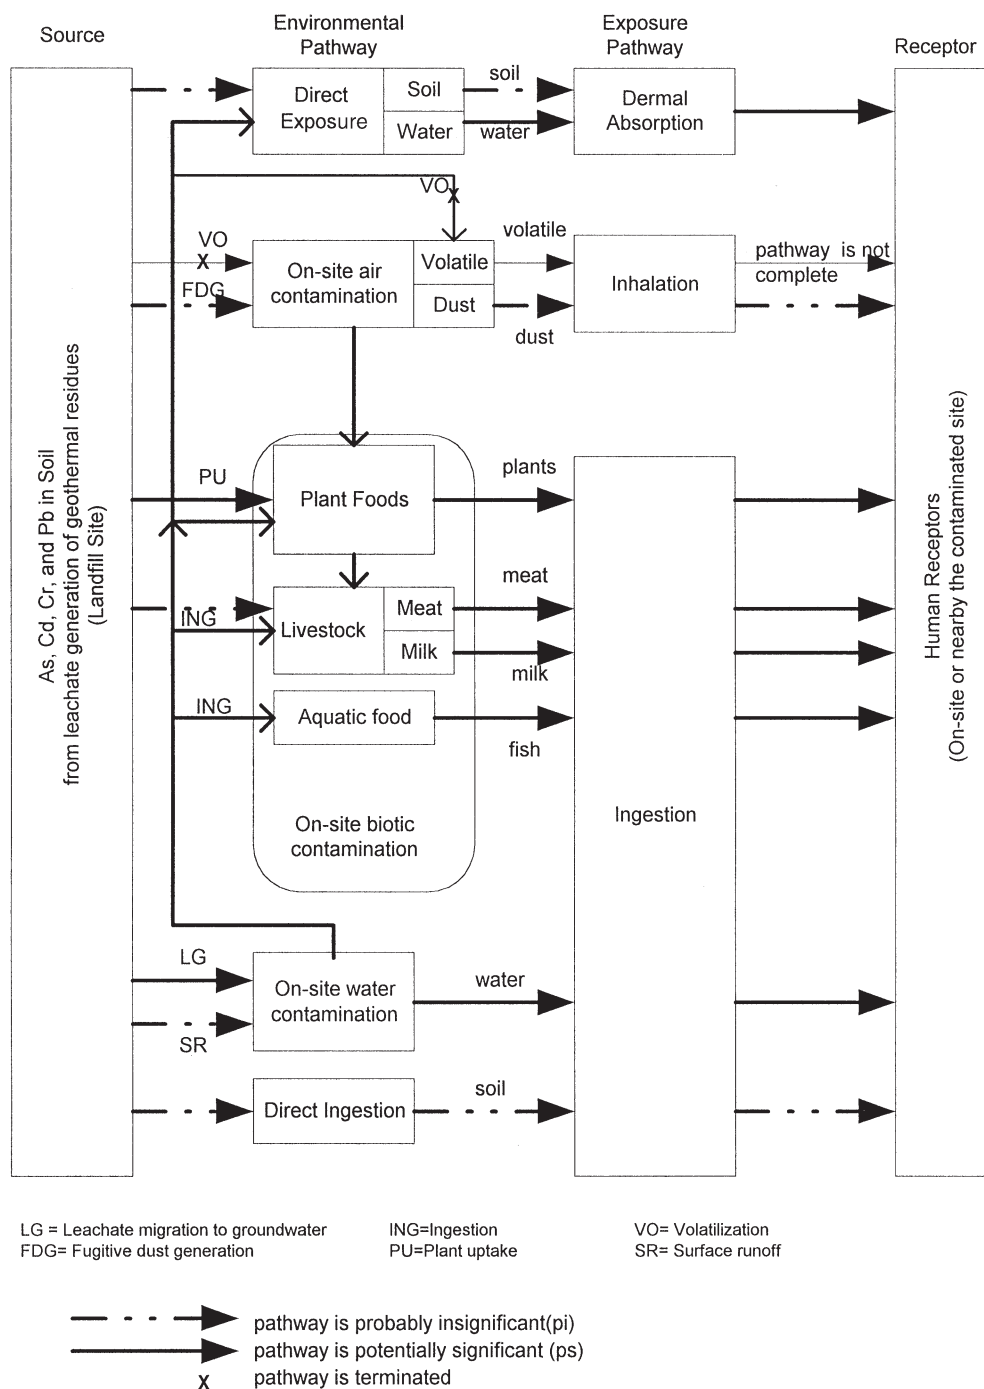 Source
Environmental
Pathway
Exposure
Pathway
Receptor
As, Cd, Cr, and Pb in Soil
from leachate generation of geothermal residues
(Landfill Site)
Direct
Exposure
Soil
Water
soil
water
Dermal
Absorption
VO
x
VO
x
FDG
On-site air
contamination
Volatile
Dust
volatile
dust
Inhalation
pathway is not
complete
PU
Plant Foods
plants
ING
Livestock
Meat
Milk
meat
milk
ING
Aquatic food
fish
On-site biotic
contamination
Ingestion
LG
SR
On-site water
contamination
water
Direct Ingestion
soil
Human Receptors
(On-site or nearby the contaminated site)
LG = Leachate migration to groundwater
FDG= Fugitive dust generation
ING=Ingestion
PU=Plant uptake
VO= Volatilization
SR= Surface runoff
pathway is probably insignificant(pi)
pathway is potentially significant (ps)
x pathway is terminated